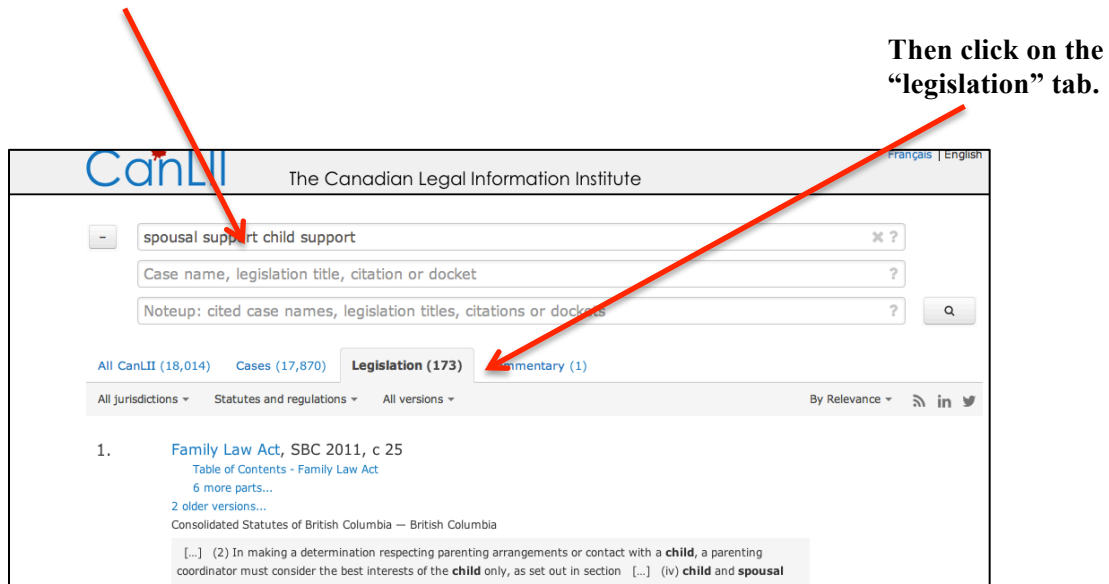 Then click on the
“legislation” tab.
CanLII
The Canadian Legal Information Institute
Français | English
-
spousal support child support
✖ ?
Case name, legislation title, citation or docket
?
Noteup: cited case names, legislation titles, citations or dockets
?
All CanLII (18,014) Cases (17,870) Legislation (173) Commentary (1)
All jurisdictions Statutes and regulations All versions By Relevance in
1. Family Law Act, SBC 2011, c 25
Table of Contents - Family Law Act
6 more parts...
2 older versions...
Consolidated Statutes of British Columbia — British Columbia
[...] (2) In making a determination respecting parenting arrangements or contact with a child, a parenting
coordinator must consider the best interests of the child only, as set out in section [...] (iv) child and spousal